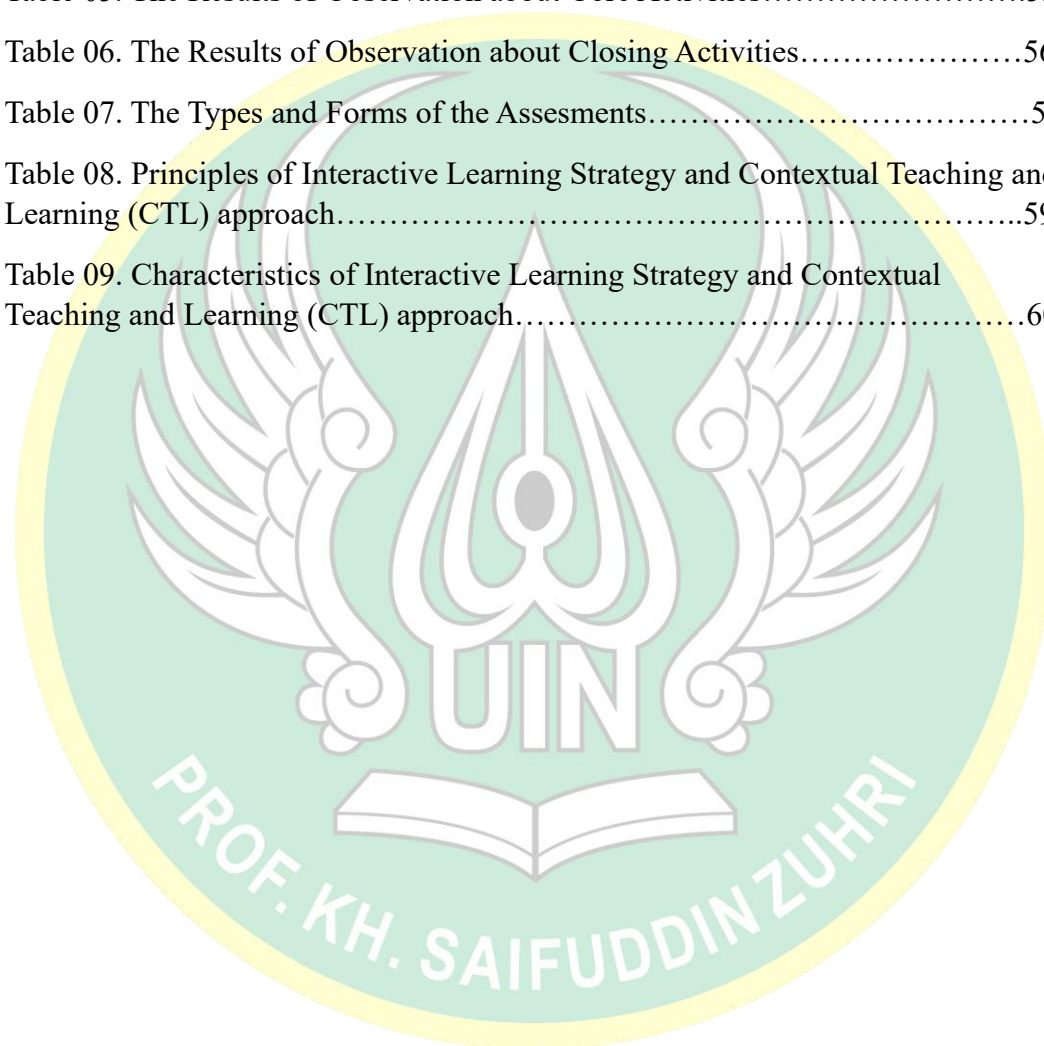 Table 06. The Results of Observation about Closing Activities…………………56
Table 07. The Types and Forms of the Assesments……………………………5
Table 08. Principles of Interactive Learning Strategy and Contextual Teaching and
Learning (CTL) approach…………………………………………………………..59
Table 09. Characteristics of Interactive Learning Strategy and Contextual
Teaching and Learning (CTL) approach…………………………………………60
UIN
PROF. KH. SAIFUDDIN ZUHRI